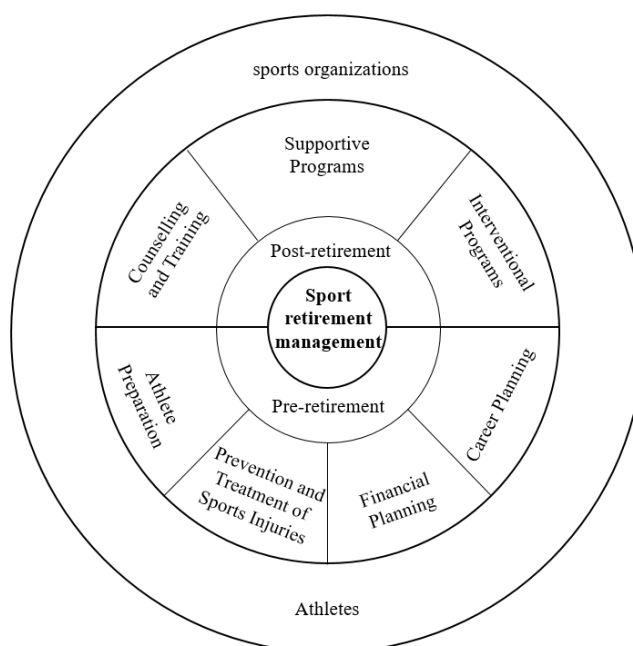 sports organizations
Supportive
Programs
Counselling
and Training
Interventional
Programs
Post-retirement
Sport
retirement
management
Pre-retirement
Athlete
Preparation
Prevention and
Treatment of
Sports Injuries
Financial
Planning
Career Planning
Athletes